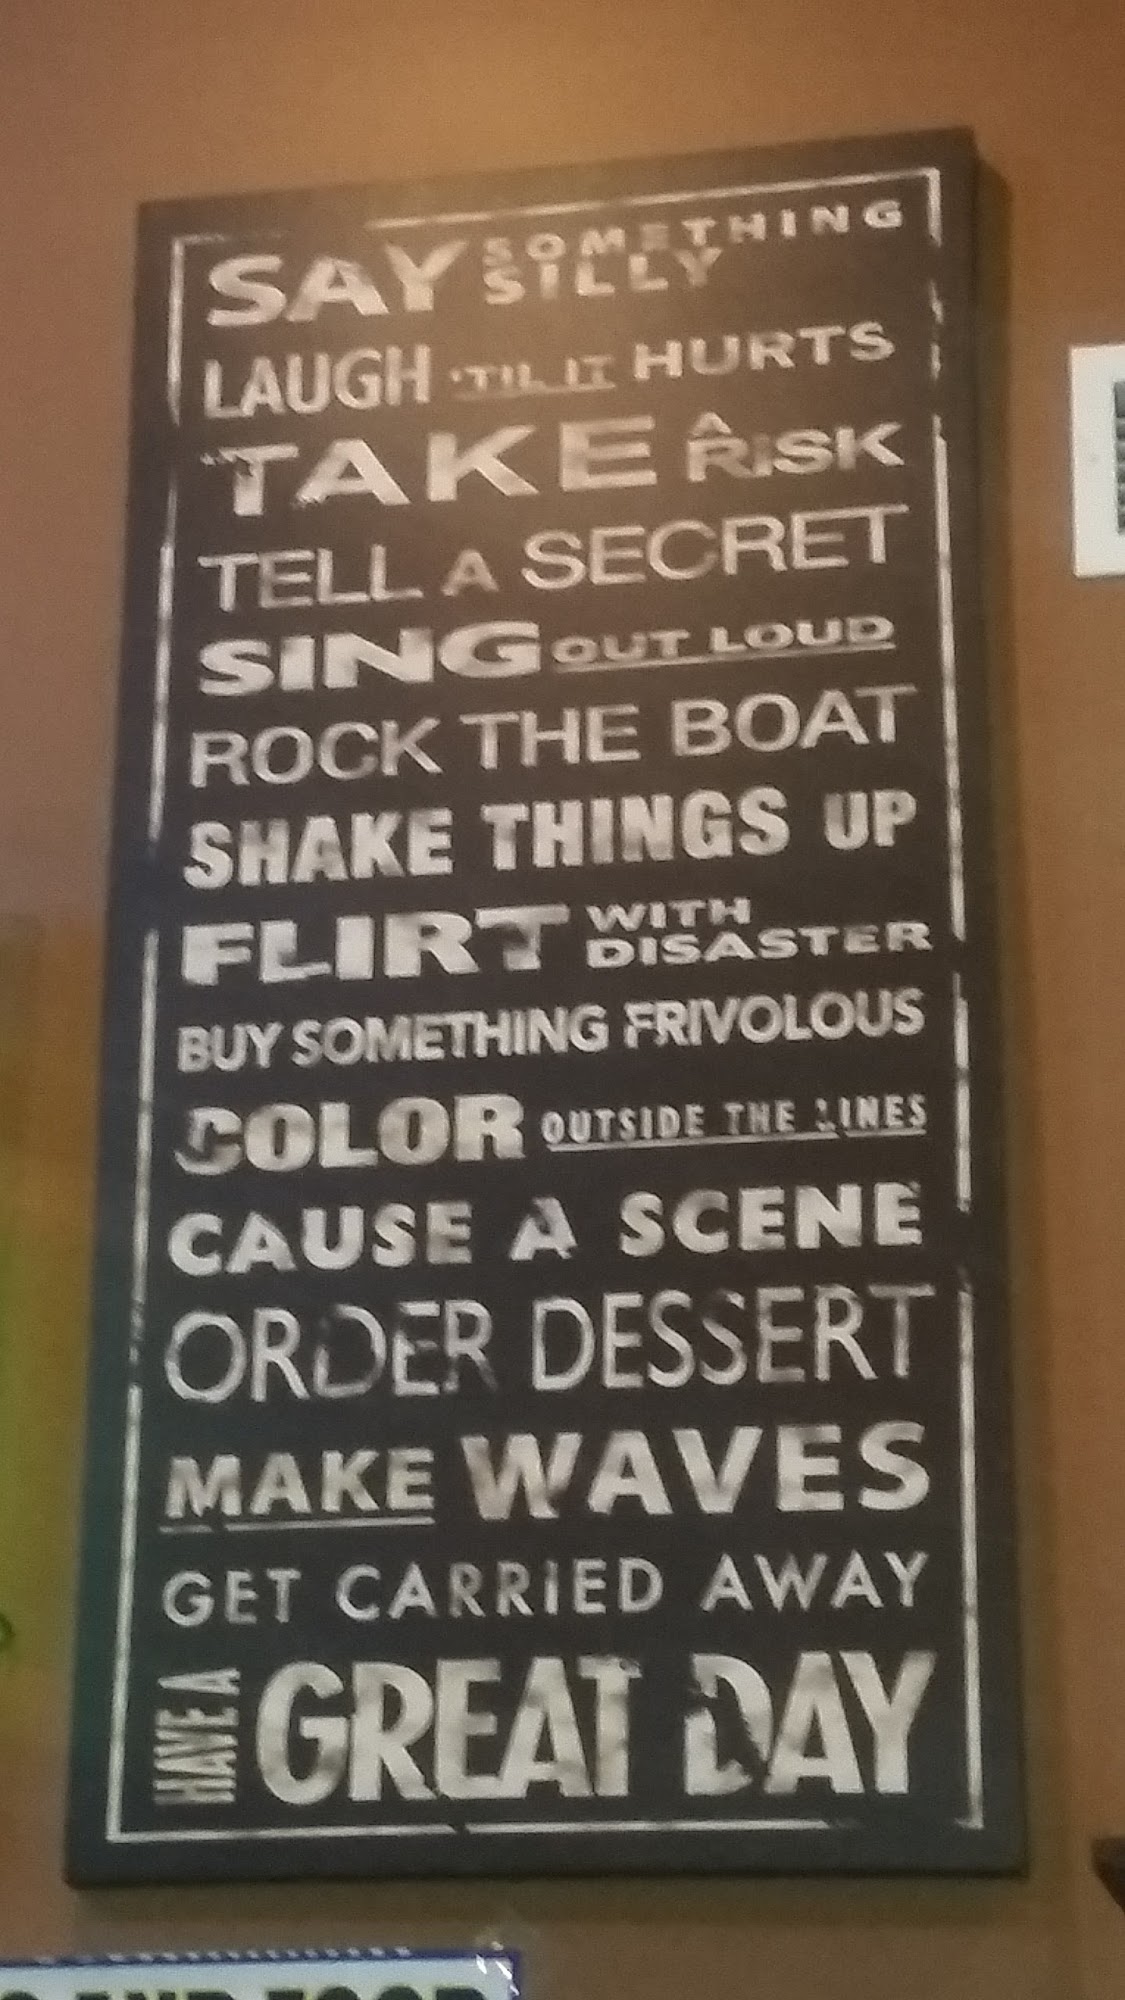 SAY SOMETHING SILLY
LAUGH 'TIL IT HURTS
TAKE A RISK
TELL A SECRET
SING OUT LOUD
ROCK THE BOAT
SHAKE THINGS UP
FLIRT WITH DISASTER
BUY SOMETHING FRIVOLOUS
COLOR OUTSIDE THE LINES
CAUSE A SCENE
ORDER DESSERT
MAKE WAVES
GET CARRIED AWAY
HAVE A GREAT DAY